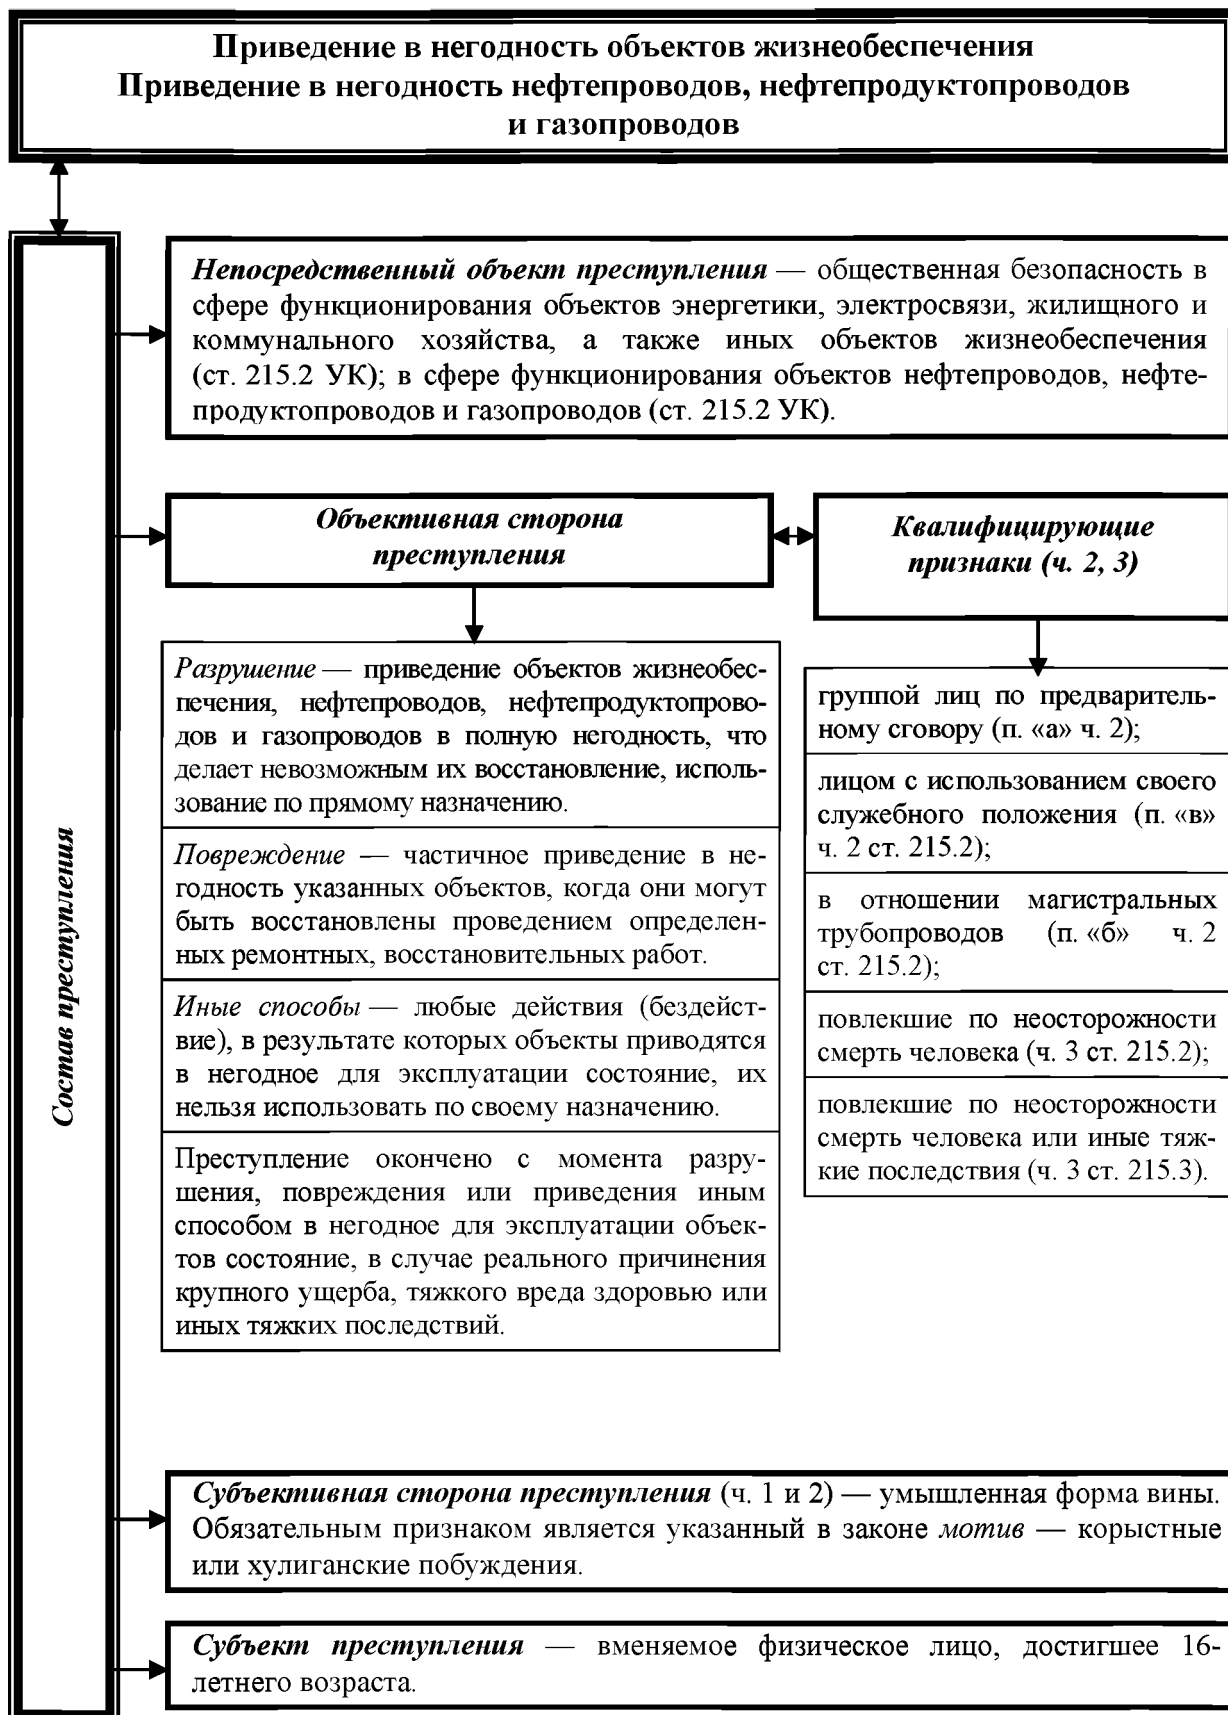 Приведение в негодность объектов жизнеобеспечения
Приведение в негодность нефтепроводов, нефтепродуктопроводов
и газопроводов
Состав преступления
Непосредственный объект преступления — общественная безопасность в
сфере функционирования объектов энергетики, электросвязи, жилищного и
коммунального хозяйства, а также иных объектов жизнеобеспечения
(ст. 215.2 УК); в сфере функционирования объектов нефтепроводов, нефте-
продуктопроводов и газопроводов (ст. 215.2 УК).
Объективная сторона
преступления
Разрушение — приведение объектов жизнеобес-
печения, нефтепроводов, нефтепродуктопрово-
дов и газопроводов в полную негодность, что
делает невозможным их восстановление, исполь-
зование по прямому назначению.
Повреждение — частичное приведение в не-
годность указанных объектов, когда они могут
быть восстановлены проведением определен-
ных ремонтных, восстановительных работ.
Иные способы — любые действия (бездейст-
вие), в результате которых объекты приводятся
в негодное для эксплуатации состояние, их
нельзя использовать по своему назначению.
Преступление окончено с момента разру-
шения, повреждения или приведения иным
способом в негодное для эксплуатации объек-
тов состояние, в случае реального причинения
крупного ущерба, тяжкого вреда здоровью или
иных тяжких последствий.
Квалифицирующие
признаки (ч. 2, 3)
группой лиц по предваритель-
ному сговору (п. «а» ч. 2);
лицом с использованием своего
служебного положения (п. «в»
ч. 2 ст. 215.2);
в отношении магистральных
трубопроводов (п. «б» ч. 2
ст. 215.2);
повлекшие по неосторожности
смерть человека (ч. 3 ст. 215.2);
повлекшие по неосторожности
смерть человека или иные тяж-
кие последствия (ч. 3 ст. 215.3).
Субъективная сторона преступления (ч. 1 и 2) — умышленная форма вины.
Обязательным признаком является указанный в законе мотив — корыстные
или хулиганские побуждения.
Субъект преступления — вменяемое физическое лицо, достигшее 16-
летнего возраста.